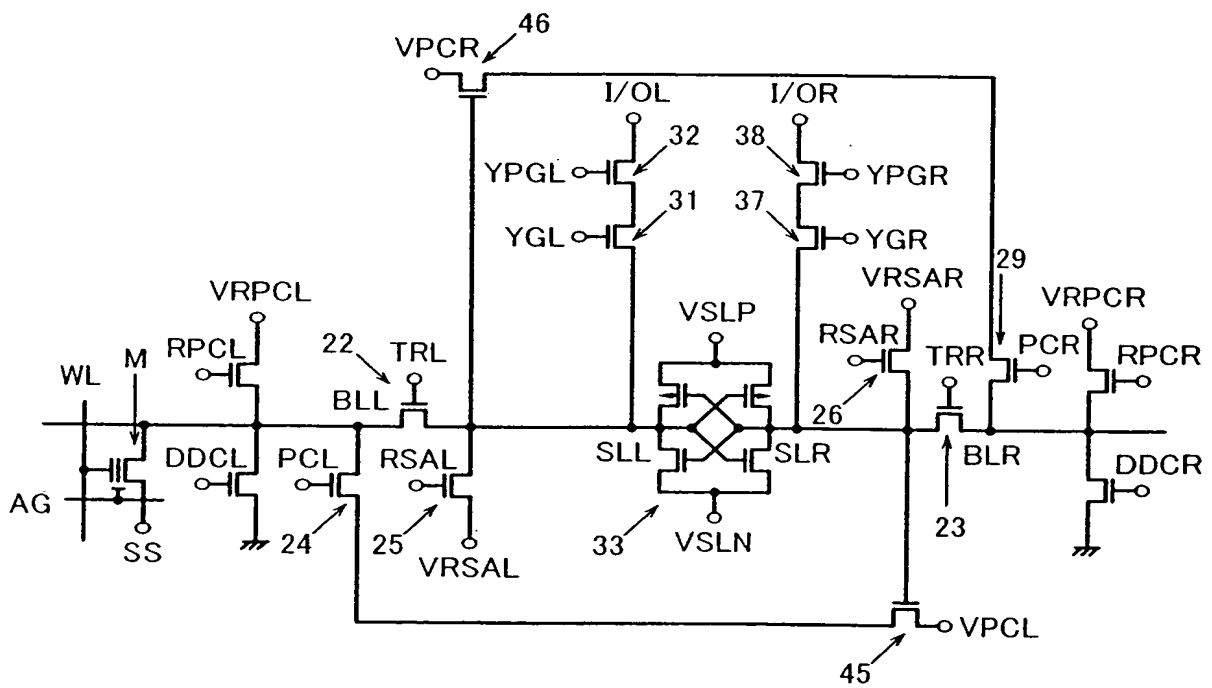 46
VPCR
I/OL
I/OR
32
38
YPGL
YPGR
31
37
YGL
YGR
29
VRSAR
VRPCL
VSLP
VRPCR
RPCL
22
TRL
RSAR
TRR
PCR
RPCR
WL
M
BLL
26
SLL
SLR
BLR
DDCL
PCL
RSAL
DDCR
AG
SS
24
25
VRSAL
33
VSLN
23
VPCL
45